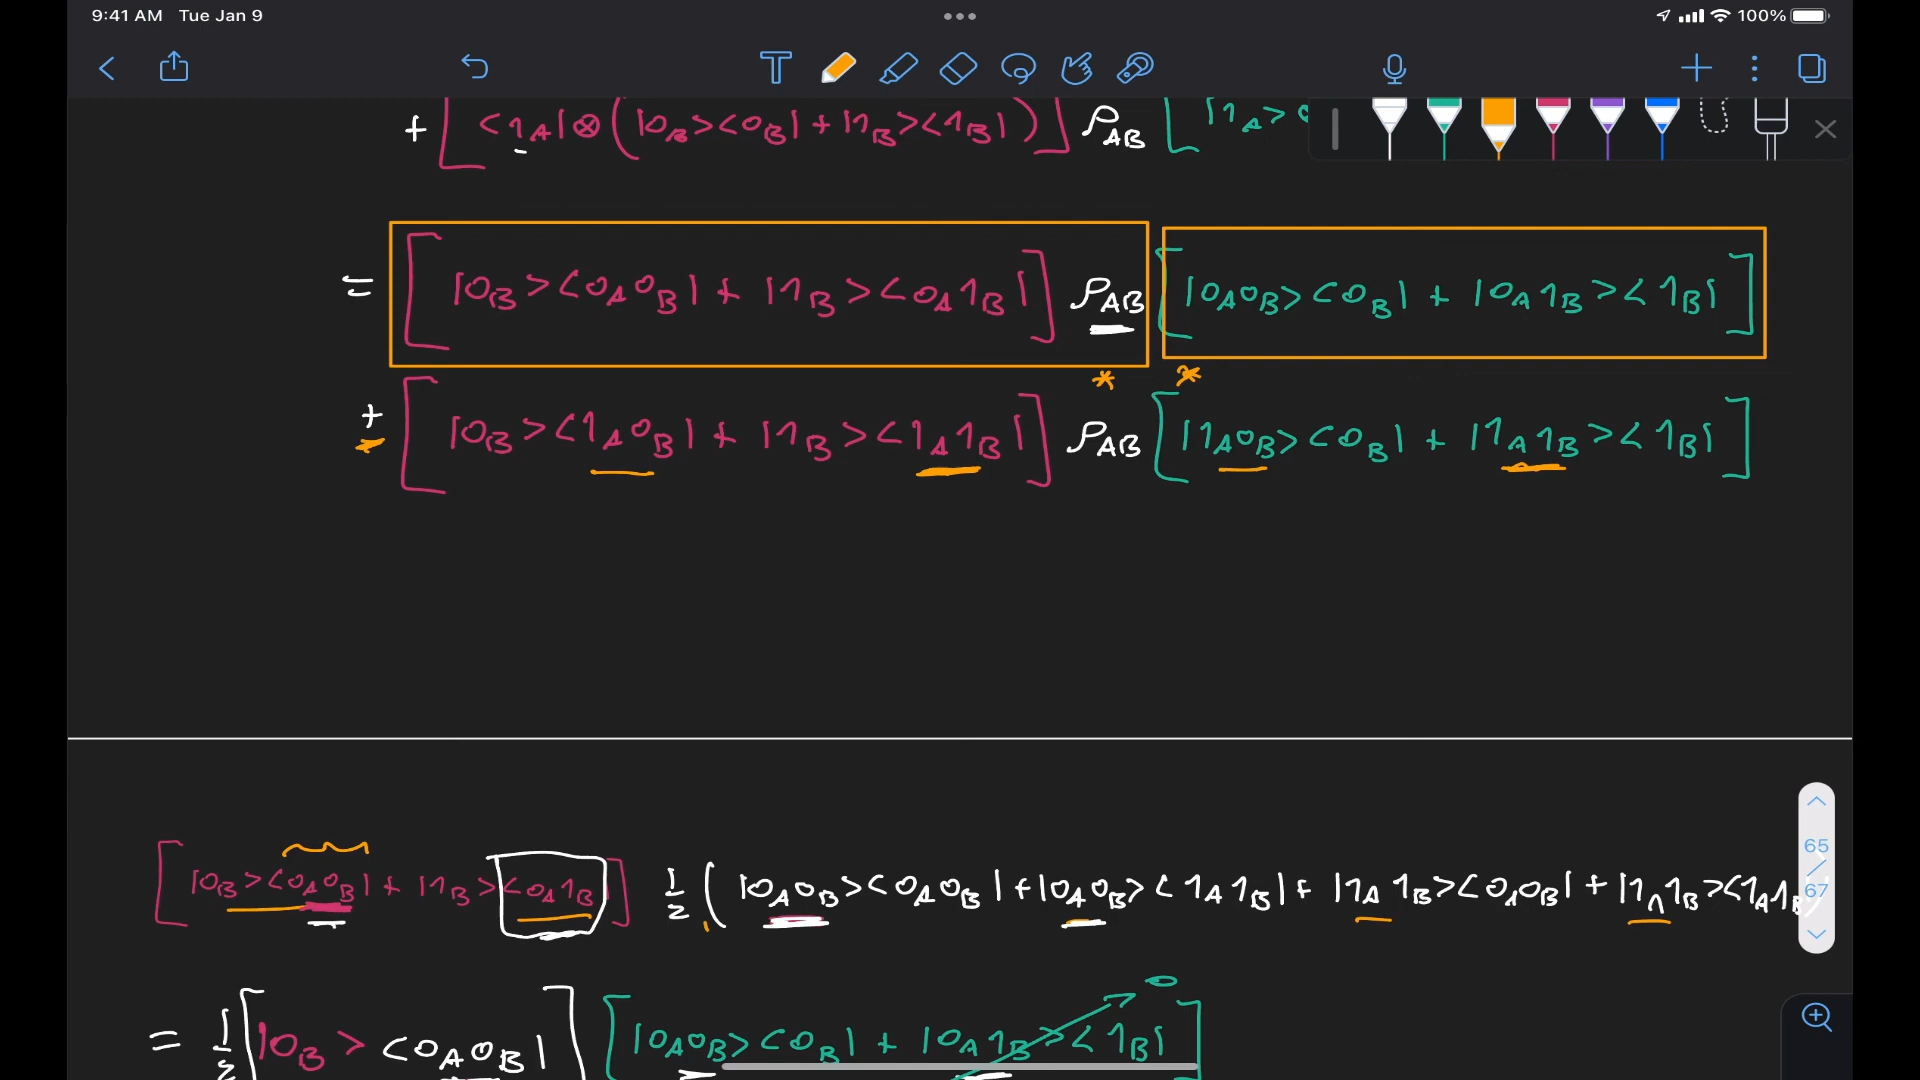 9:41 AM Tue Jan 9 100%
+ [ <1_A| ⊗ ( |0_B><0_B| + |1_B><1_B| ) ] ρ_AB [ |1_A>
= [ |0_B><0_A0_B| + |1_B><0_A1_B| ] ρ_AB [ |0_A0_B><0_B| + |0_A1_B><1_B| ]
* *
+ [ |0_B><1_A0_B| + |1_B><1_A1_B| ] ρ_AB [ |1_A0_B><0_B| + |1_A1_B><1_B| ]
65
67
[ |0_B><0_A0_B| + |1_B><0_A1_B| ] 1/2 ( |0_A0_B><0_A0_B| + |0_A0_B><1_A1_B| + |1_A1_B><0_A0_B| + |1_A1_B><1_A1_B
0
= 1/2 [ |0_B> <0_A0_B| ] [ |0_A0_B><0_B| + |0_A1_B><1_B| ]